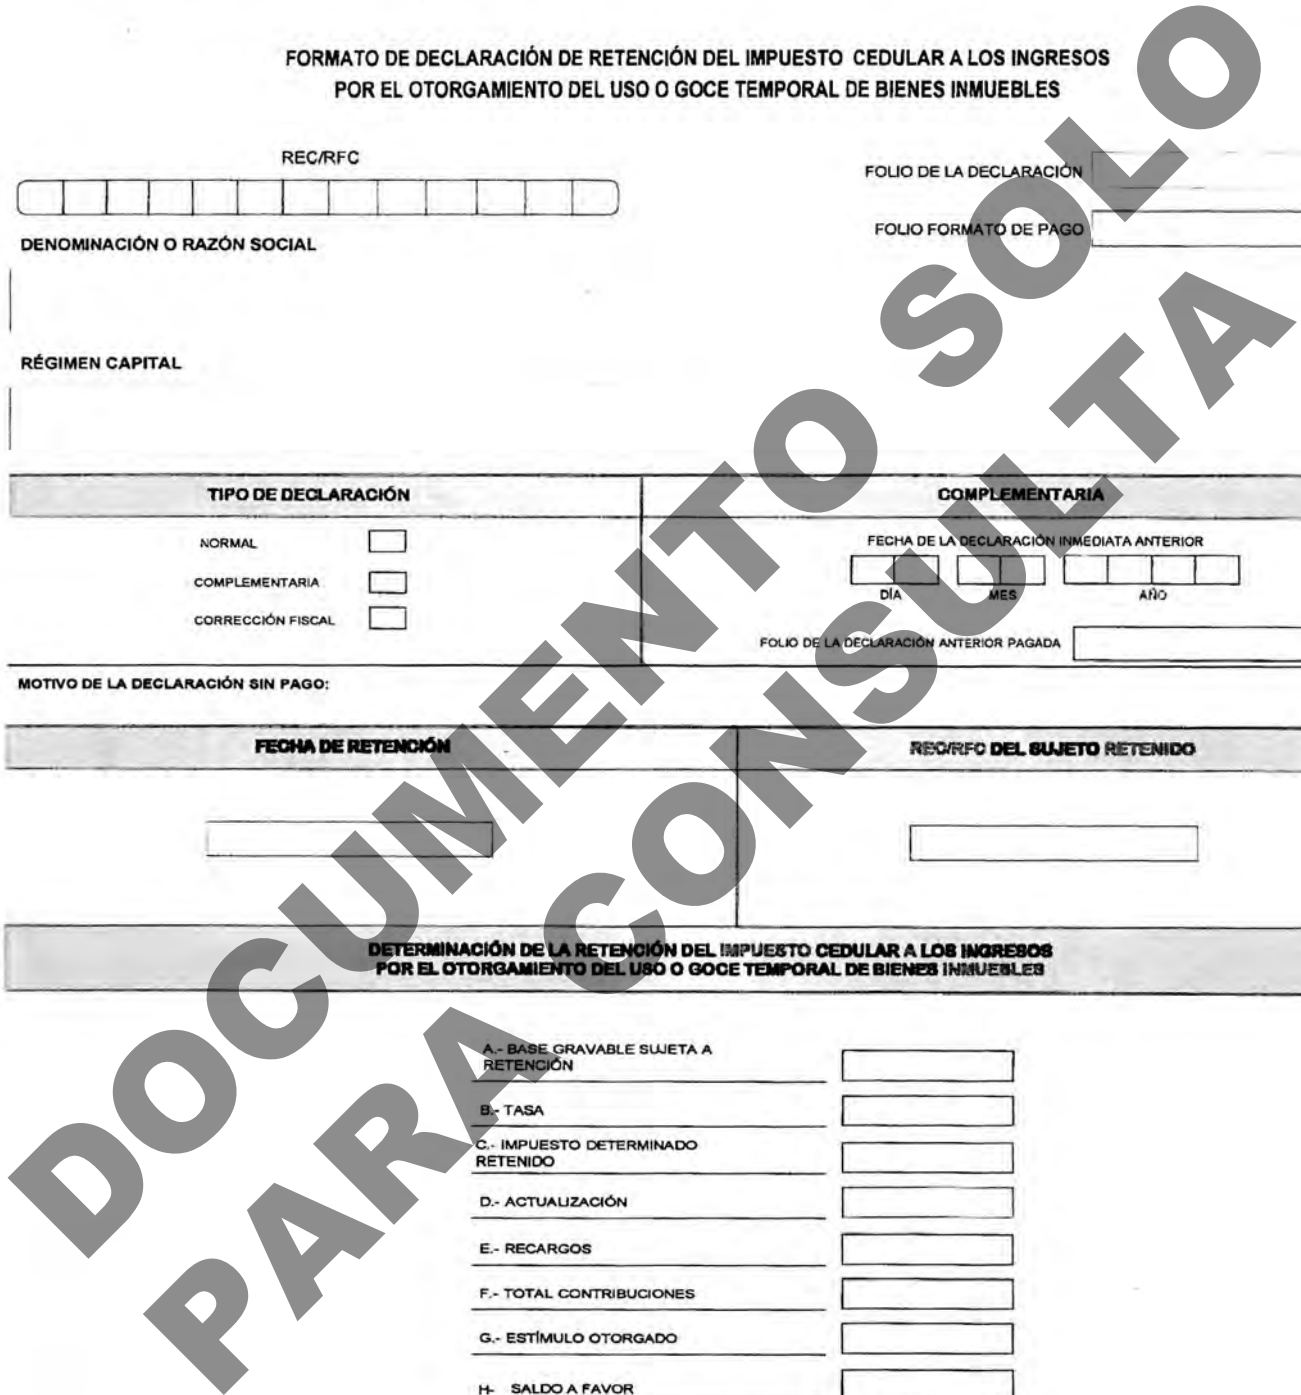 FORMATO DE DECLARACIÓN DE RETENCIÓN DEL IMPUESTO CEDULAR A LOS INGRESOS
POR EL OTORGAMIENTO DEL USO O GOCE TEMPORAL DE BIENES INMUEBLES
REC/RFC
FOLIO DE LA DECLARACIÓN
FOLIO FORMATO DE PAGO
DENOMINACIÓN O RAZÓN SOCIAL
RÉGIMEN CAPITAL
TIPO DE DECLARACIÓN
NORMAL
COMPLEMENTARIA
CORRECCIÓN FISCAL
COMPLEMENTARIA
FECHA DE LA DECLARACIÓN INMEDIATA ANTERIOR
DÍA MES AÑO
FOLIO DE LA DECLARACIÓN ANTERIOR PAGADA
MOTIVO DE LA DECLARACIÓN SIN PAGO:
FECHA DE RETENCIÓN
REC/RFC DEL SUJETO RETENIDO
DETERMINACIÓN DE LA RETENCIÓN DEL IMPUESTO CEDULAR A LOS INGRESOS
POR EL OTORGAMIENTO DEL USO O GOCE TEMPORAL DE BIENES INMUEBLES
A.- BASE GRAVABLE SUJETA A
RETENCIÓN
B.- TASA
C.- IMPUESTO DETERMINADO
RETENIDO
D.- ACTUALIZACIÓN
E.- RECARGOS
F.- TOTAL CONTRIBUCIONES
G.- ESTÍMULO OTORGADO
H- SALDO A FAVOR
DOCUMENTO SOLO
PARA CONSULTA